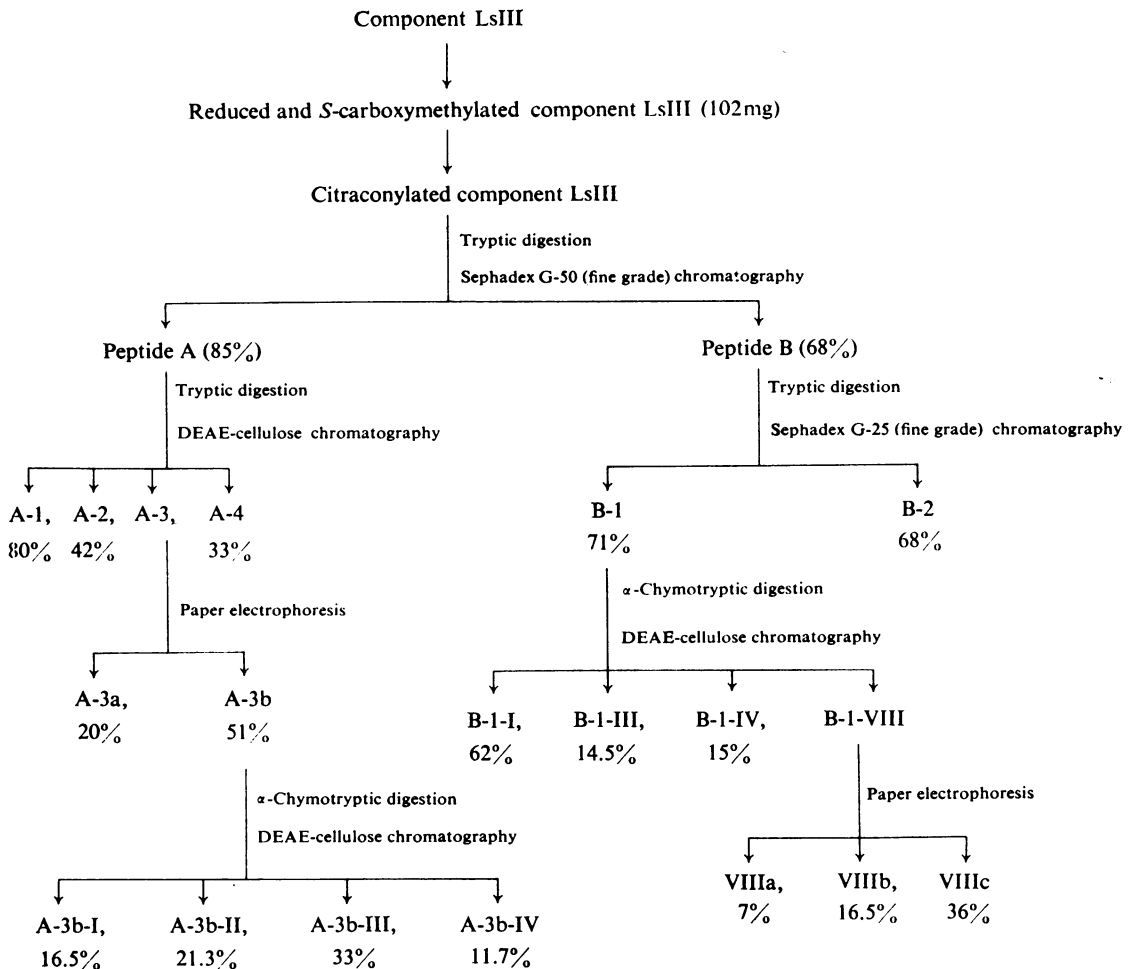 Component LsIII
Reduced and S-carboxymethylated component LsIII (102mg)
Citraconylated component LsIII
Tryptic digestion
Sephadex G-50 (fine grade) chromatography
Peptide A (85%)
Peptide B (68%)
Tryptic digestion
DEAE-cellulose chromatography
Tryptic digestion
Sephadex G-25 (fine grade) chromatography
A-1, A-2, A-3, A-4
80% 42% 33%
B-1 B-2
71% 68%
Paper electrophoresis
α-Chymotryptic digestion
DEAE-cellulose chromatography
A-3a, A-3b
20% 51%
B-1-I, B-1-III, B-1-IV, B-1-VIII
62% 14.5% 15%
α-Chymotryptic digestion
DEAE-cellulose chromatography
Paper electrophoresis
VIIIa, VIIIb, VIIIc
7% 16.5% 36%
A-3b-I, A-3b-II, A-3b-III, A-3b-IV
16.5% 21.3% 33% 11.7%